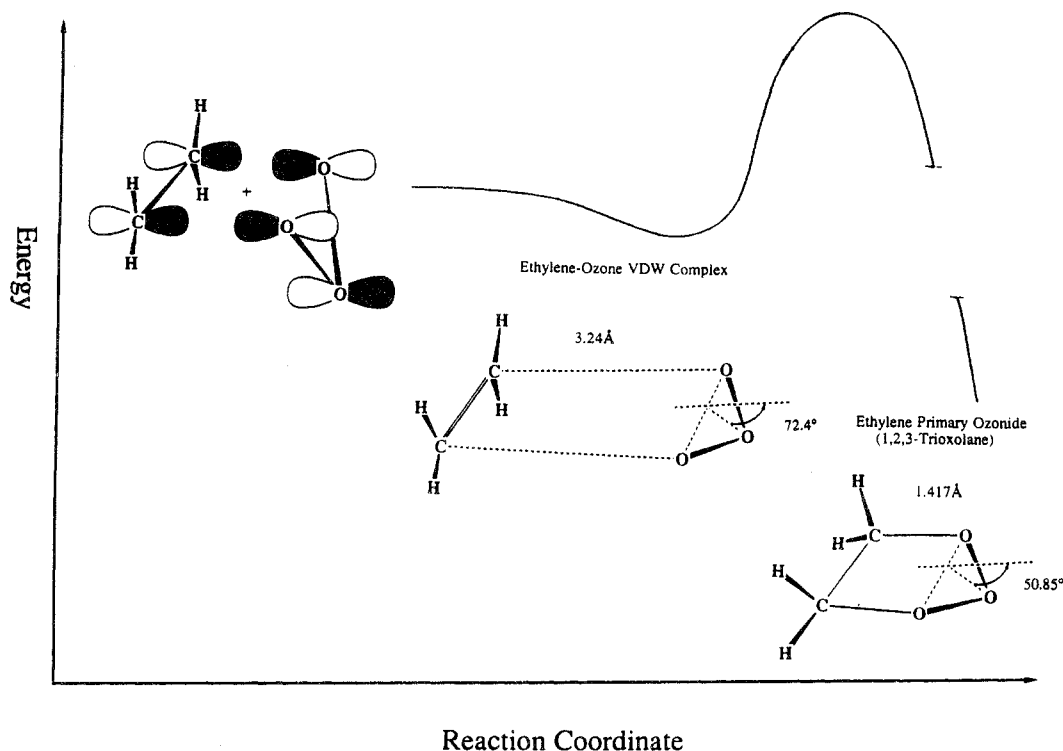 H
C
H
H
C
H
+
O
O
O
Energy
Ethylene-Ozone VDW Complex
3.24Å
H
C
H
H
C
H
O
O
O
72.4°
Ethylene Primary Ozonide
(1,2,3-Trioxolane)
1.417Å
H
H
C
O
H
C
O
O
H
50.85°
Reaction Coordinate